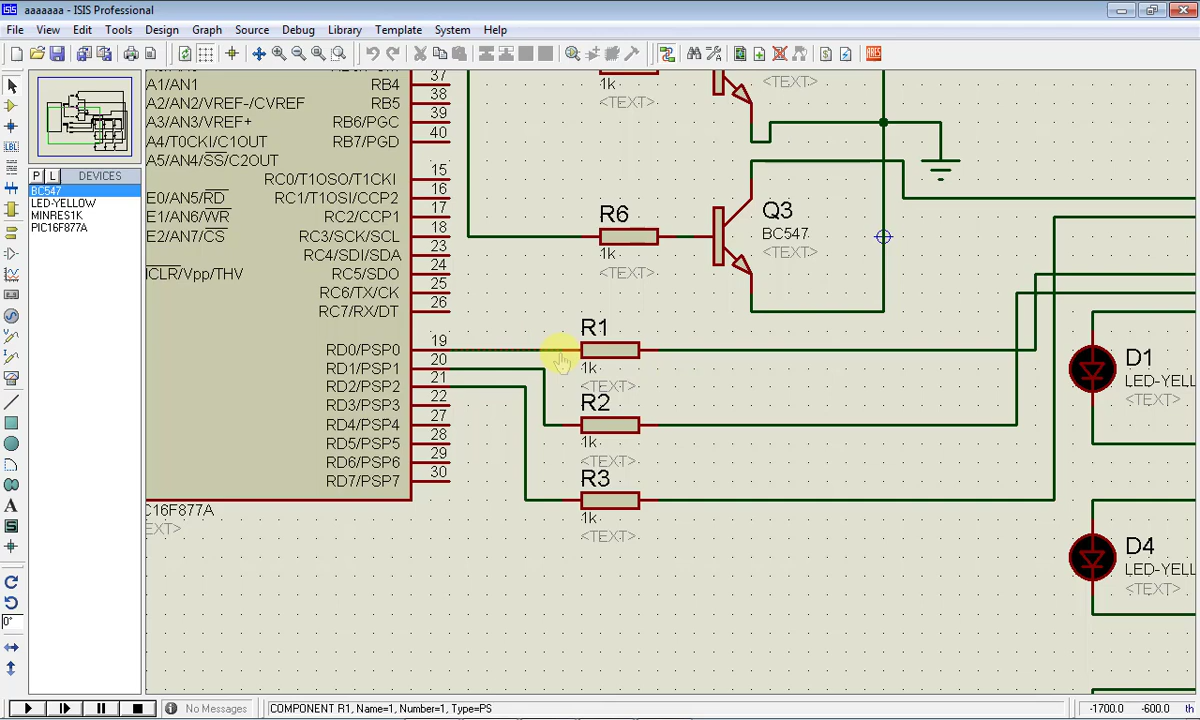 ISIS aaaaaaa - ISIS Professional
File View Edit Tools Design Graph Source Debug Library Template System Help
LBL
P L DEVICES
BC547
LED-YELLOW
MINRES1K
PIC16F877A
A
S
0°
A1/AN1
A2/AN2/VREF-/CVREF
A3/AN3/VREF+
A4/T0CKI/C1OUT
A5/AN4/SS/C2OUT
E0/AN5/RD
E1/AN6/WR
E2/AN7/CS
ICLR/Vpp/THV
RB4
RB5
RB6/PGC
RB7/PGD
RC0/T1OSO/T1CKI
RC1/T1OSI/CCP2
RC2/CCP1
RC3/SCK/SCL
RC4/SDI/SDA
RC5/SDO
RC6/TX/CK
RC7/RX/DT
RD0/PSP0
RD1/PSP1
RD2/PSP2
RD3/PSP3
RD4/PSP4
RD5/PSP5
RD6/PSP6
RD7/PSP7
37
38
39
40
15
16
17
18
23
24
25
26
19
20
21
22
27
28
29
30
C16F877A
EXT>
1k
<TEXT>
<TEXT>
R6
1k
<TEXT>
Q3
BC547
<TEXT>
R1
1k
<TEXT>
R2
1k
<TEXT>
R3
1k
<TEXT>
D1
LED-YELL
<TEXT>
D4
LED-YELL
<TEXT>
No Messages
COMPONENT R1, Name=1, Number=1, Type=PS
-1700.0 -600.0 th